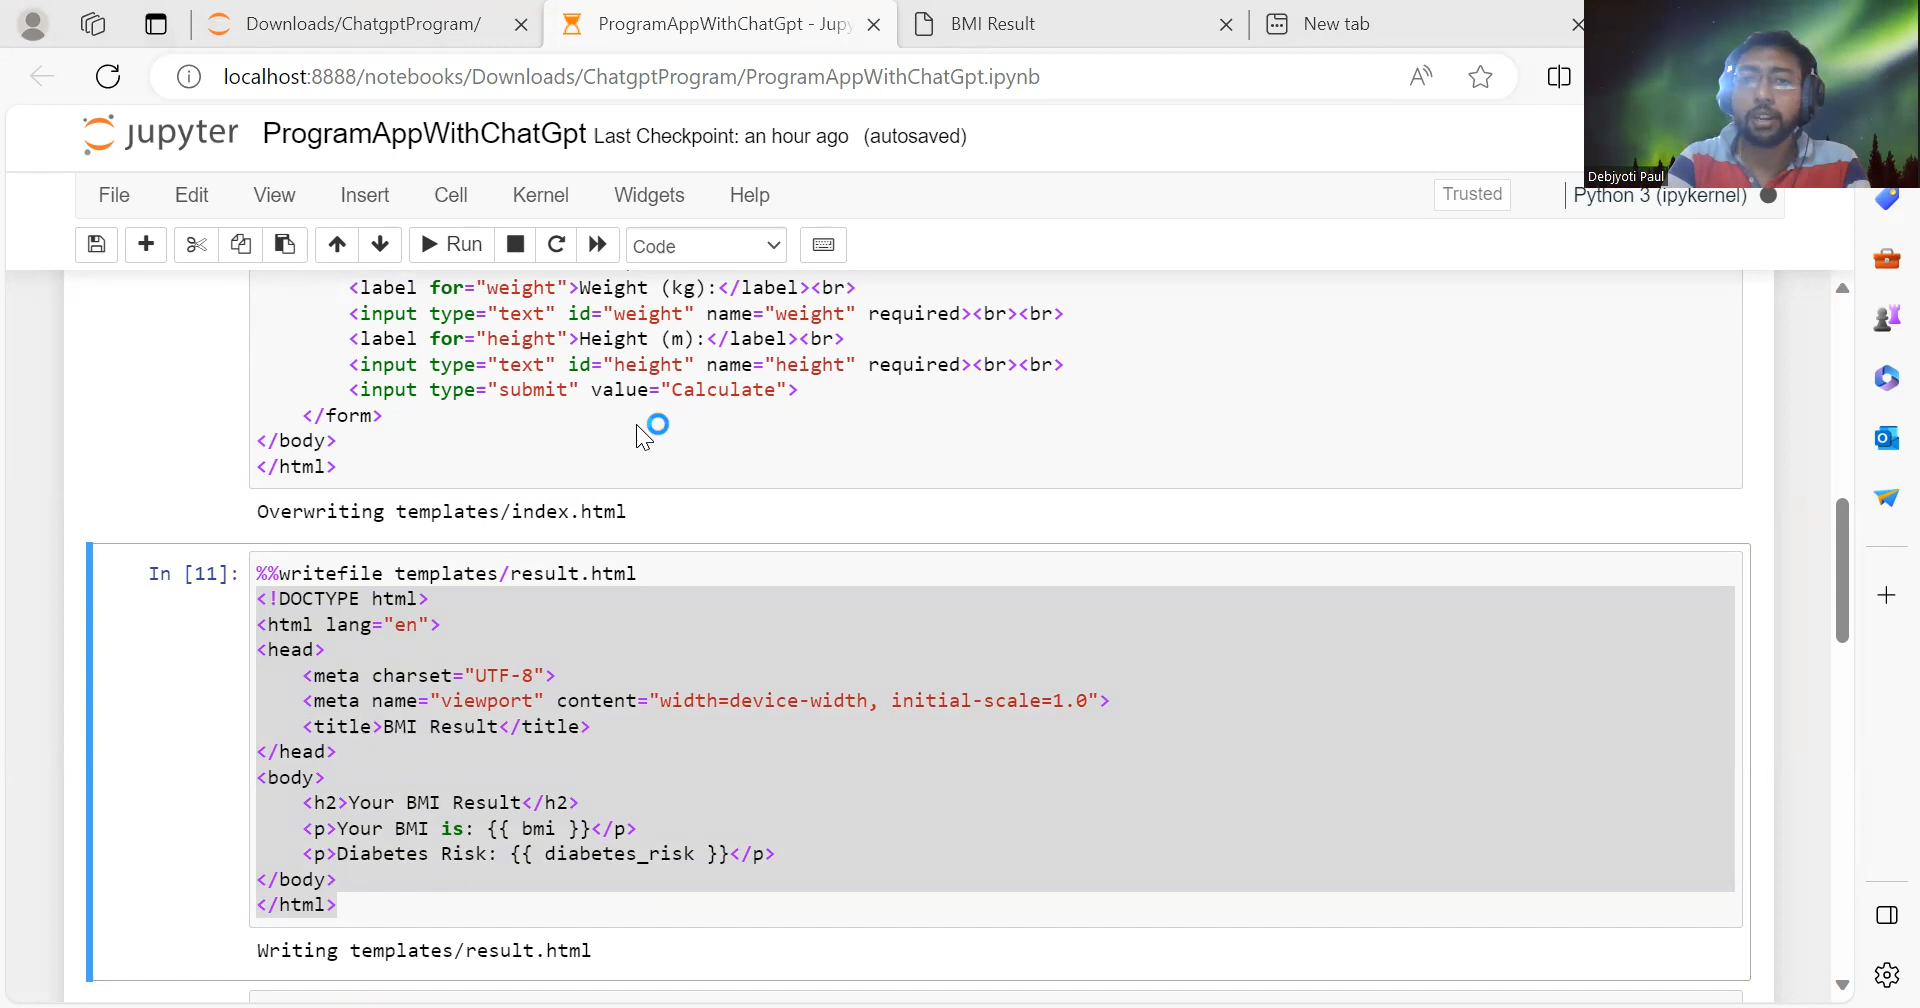 Downloads/ChatgptProgram/
ProgramAppWithChatGpt - Jupy
BMI Result
New tab
localhost:8888/notebooks/Downloads/ChatgptProgram/ProgramAppWithChatGpt.ipynb
jupyter ProgramAppWithChatGpt Last Checkpoint: an hour ago (autosaved)
Debjyoti Paul
File Edit View Insert Cell Kernel Widgets Help
Trusted
Python 3 (ipykernel)
Run
Code
<label for="weight">Weight (kg):</label><br>
<input type="text" id="weight" name="weight" required><br><br>
<label for="height">Height (m):</label><br>
<input type="text" id="height" name="height" required><br><br>
<input type="submit" value="Calculate">
</form>
</body>
</html>
Overwriting templates/index.html
In [11]:
%%writefile templates/result.html
<!DOCTYPE html>
<html lang="en">
<head>
<meta charset="UTF-8">
<meta name="viewport" content="width=device-width, initial-scale=1.0">
<title>BMI Result</title>
</head>
<body>
<h2>Your BMI Result</h2>
<p>Your BMI is: {{ bmi }}</p>
<p>Diabetes Risk: {{ diabetes_risk }}</p>
</body>
</html>
Writing templates/result.html